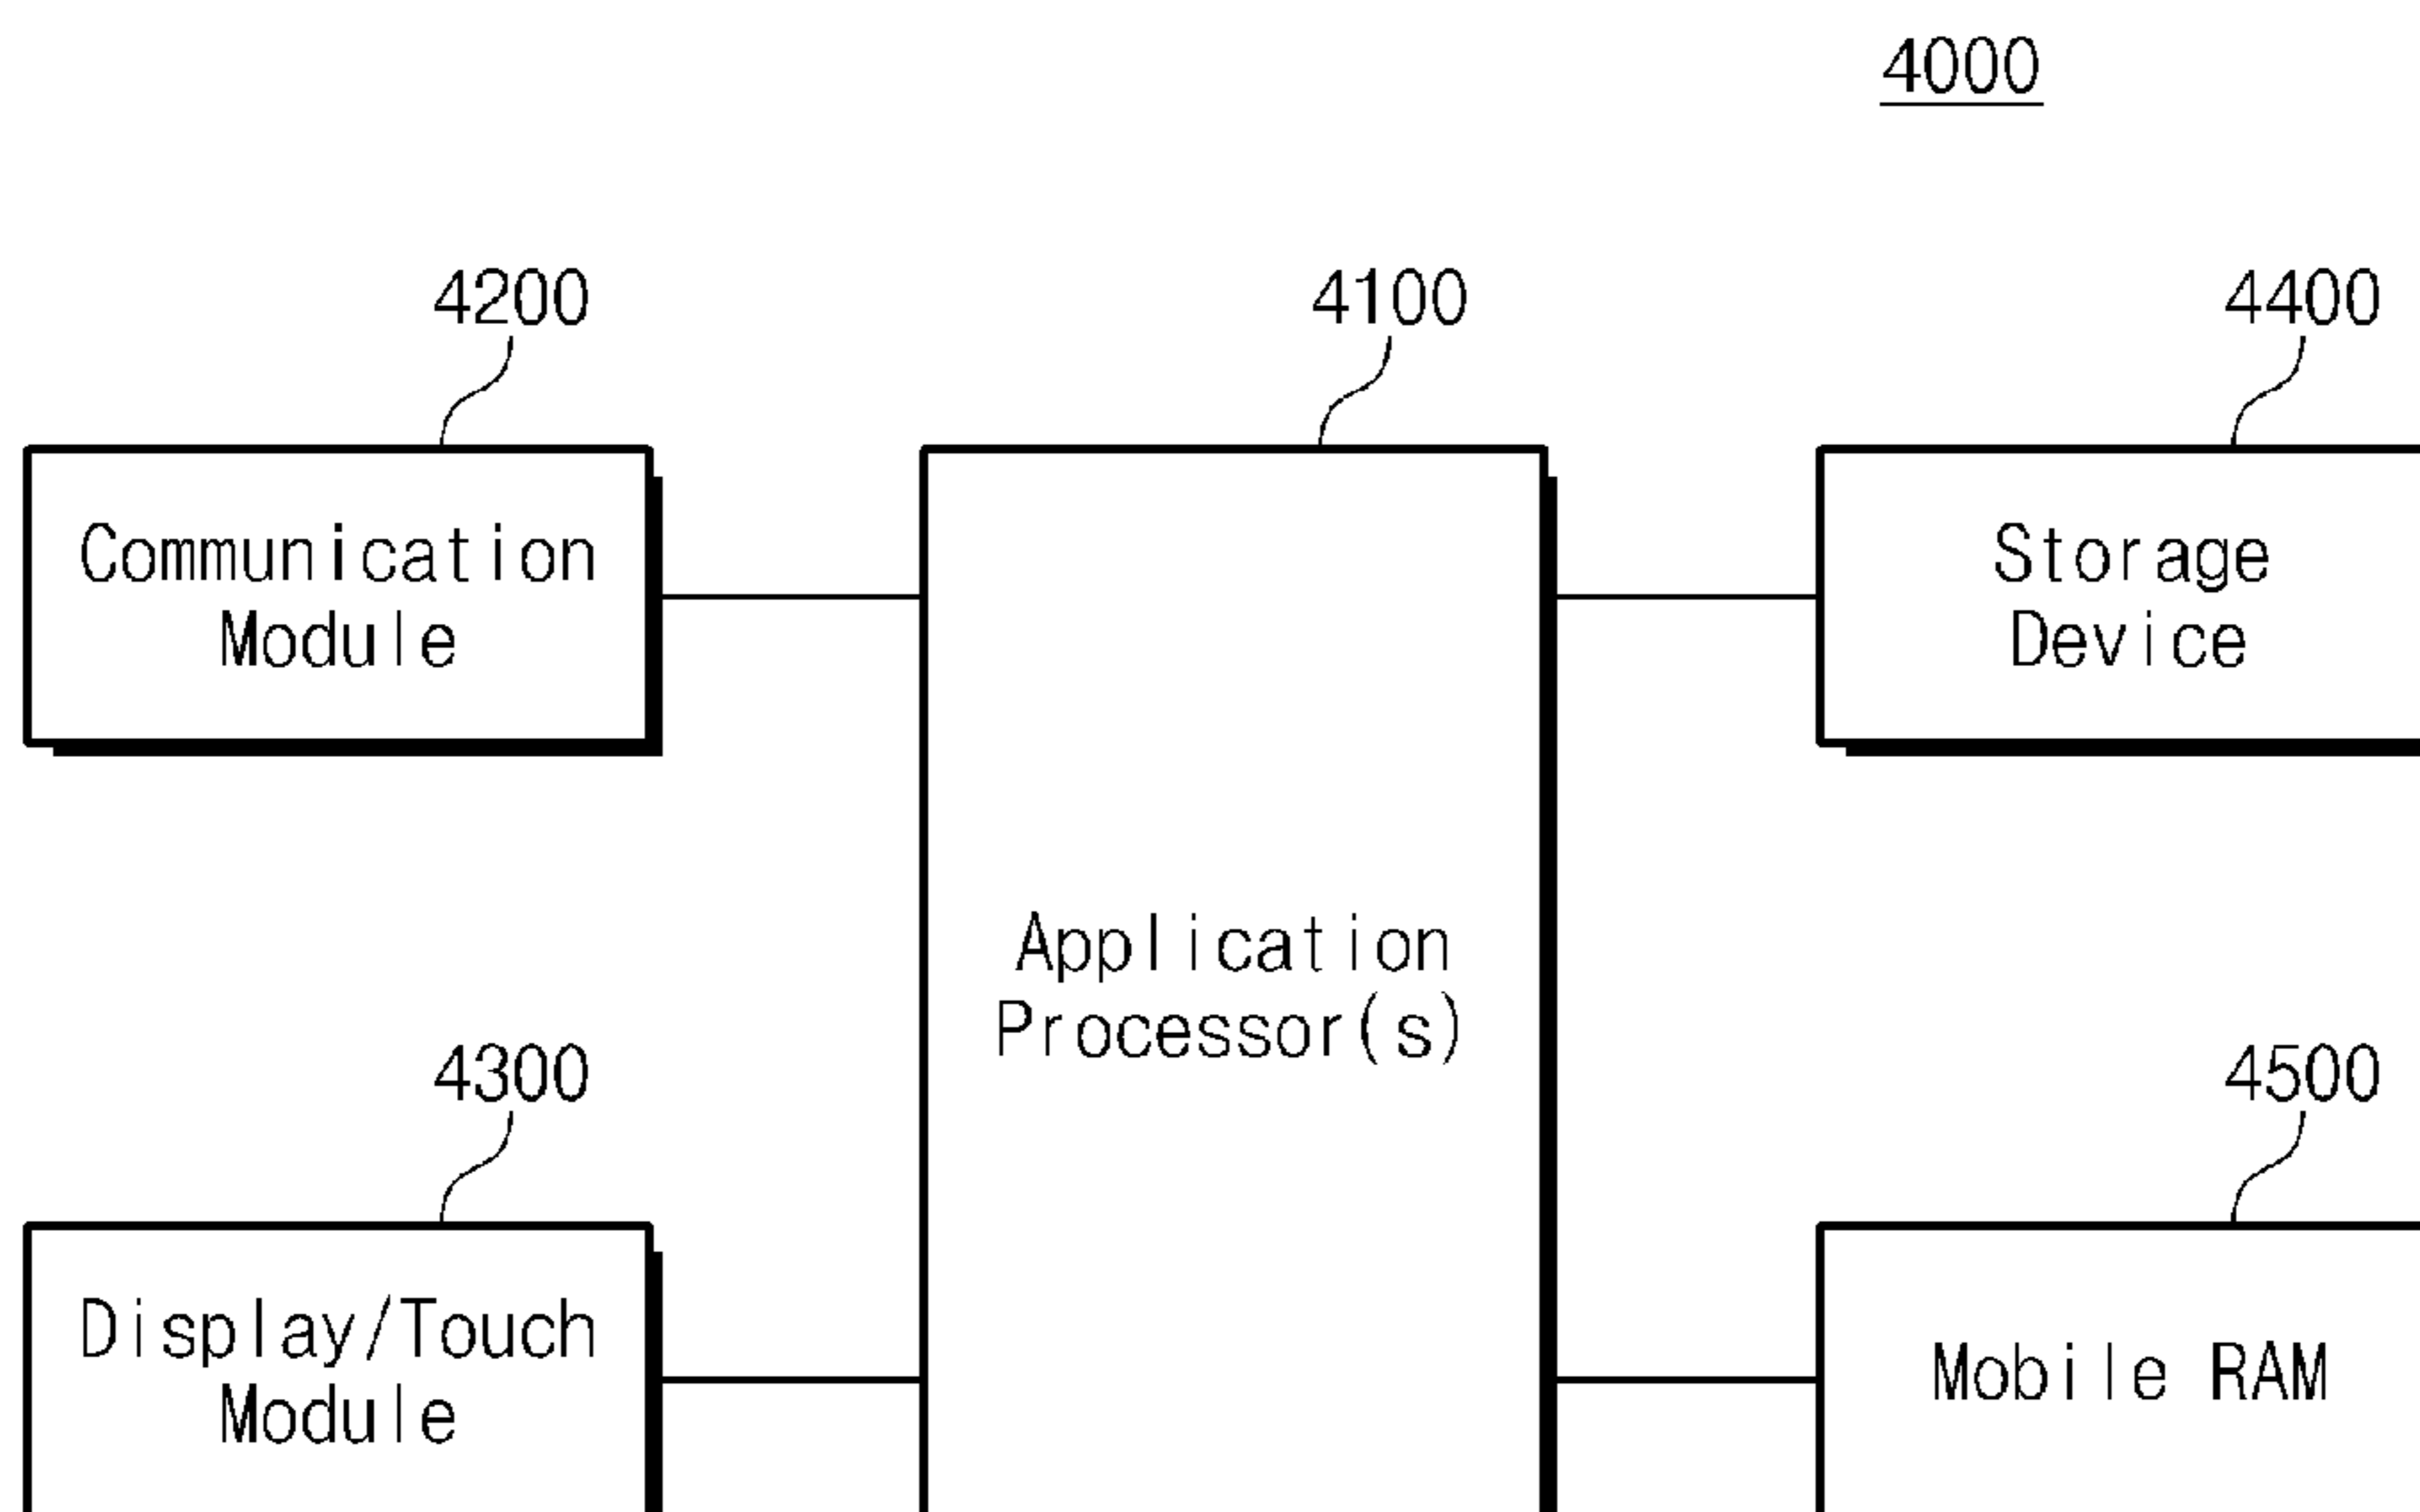 4000
4200
4100
4400
Communication
Module
Storage
Device
Application
Processor(s)
4300
4500
Display/Touch
Module
Mobile RAM